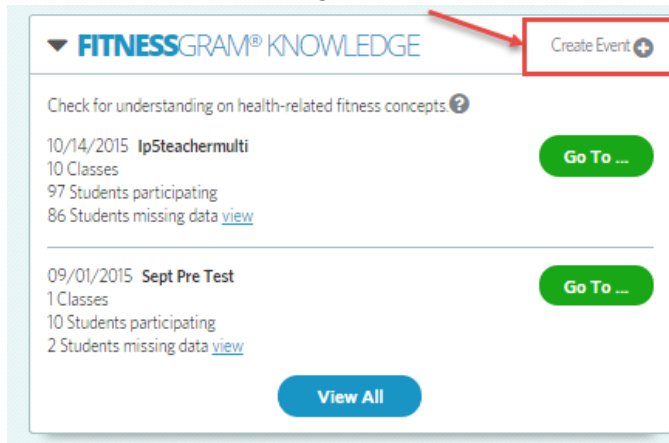 FITNESSGRAM® KNOWLEDGE Create Event
Check for understanding on health-related fitness concepts.?
10/14/2015 lp5teachermulti
10 Classes
97 Students participating
86 Students missing data view
Go To ...
09/01/2015 Sept Pre Test
1 Classes
10 Students participating
2 Students missing data view
Go To ...
View All